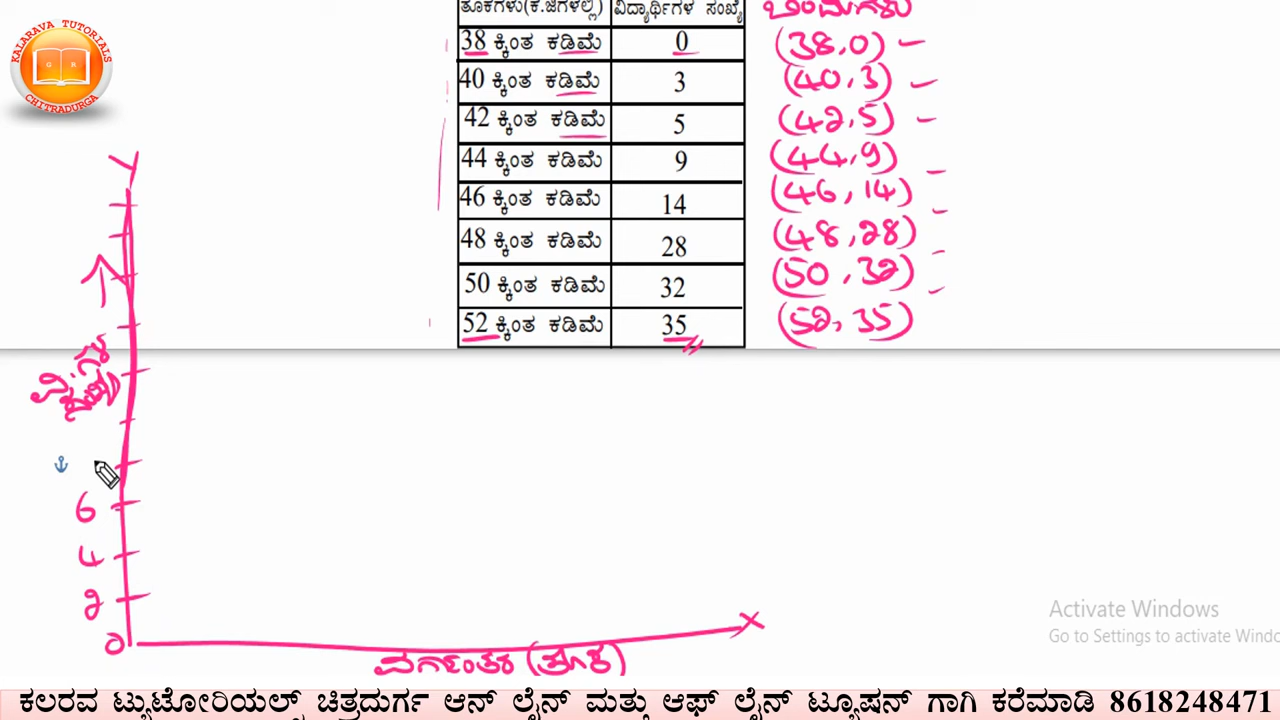 KALARAVA TUTORIALS
G R
CHITRADURGA
ತೂಕಗಳು(ಕೆ.ಜಿಗಳಲ್ಲಿ) ವಿದ್ಯಾರ್ಥಿಗಳ ಸಂಖ್ಯೆ ಬಿಂದುಗಳು
38 ಕ್ಕಿಂತ ಕಡಿಮೆ 0 (38,0)
40 ಕ್ಕಿಂತ ಕಡಿಮೆ 3 (40,3)
42 ಕ್ಕಿಂತ ಕಡಿಮೆ 5 (42,5)
44 ಕ್ಕಿಂತ ಕಡಿಮೆ 9 (44,9)
46 ಕ್ಕಿಂತ ಕಡಿಮೆ 14 (46,14)
48 ಕ್ಕಿಂತ ಕಡಿಮೆ 28 (48,28)
50 ಕ್ಕಿಂತ ಕಡಿಮೆ 32 (50,32)
52 ಕ್ಕಿಂತ ಕಡಿಮೆ 35 (52,35)
Y
6
4
2
0
X
ವರ್ಗಾಂತರ (ತೂಕ)
Activate Windows
Go to Settings to activate Windo
ಕಲರವ ಟ್ಯುಟೋರಿಯಲ್ಸ್ ಚಿತ್ರದುರ್ಗ ಆನ್ ಲೈನ್ ಮತ್ತು ಆಫ್ ಲೈನ್ ಟ್ಯೂಷನ್ ಗಾಗಿ ಕರೆಮಾಡಿ 8618248471